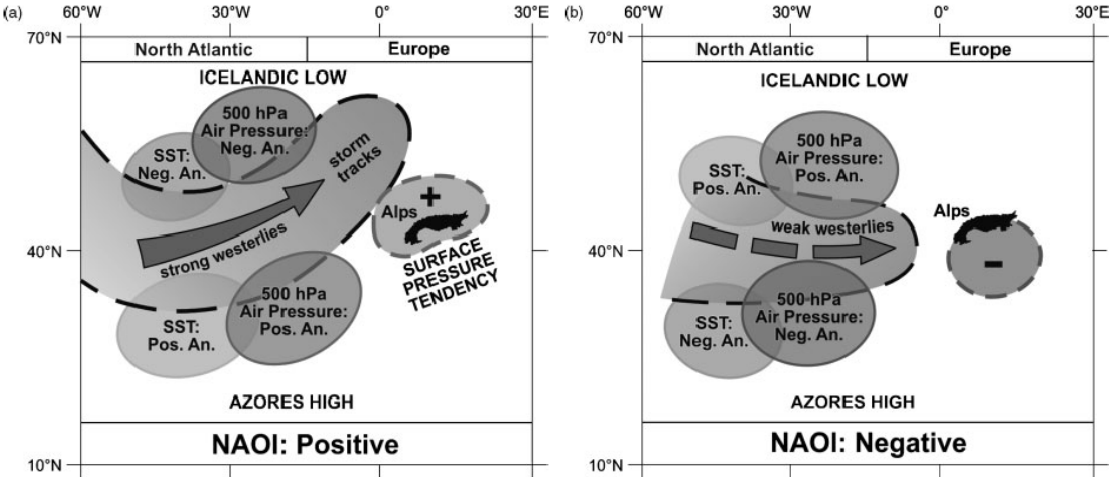 (a)
60°W
30°W
0°
30°E
70°N
North Atlantic
Europe
ICELANDIC LOW
500 hPa
Air Pressure:
Neg. An.
SST:
Neg. An.
storm
tracks
strong westerlies
Alps
+
40°N
SURFACE
PRESSURE
TENDENCY
500 hPa
Air Pressure:
Pos. An.
SST:
Pos. An.
AZORES HIGH
NAOI: Positive
10°N
(b)
60°W
30°W
0°
30°E
70°N
North Atlantic
Europe
ICELANDIC LOW
500 hPa
Air Pressure:
Pos. An.
SST:
Pos. An.
weak westerlies
Alps
40°N
–
500 hPa
Air Pressure:
Neg. An.
SST:
Neg. An.
AZORES HIGH
NAOI: Negative
10°N